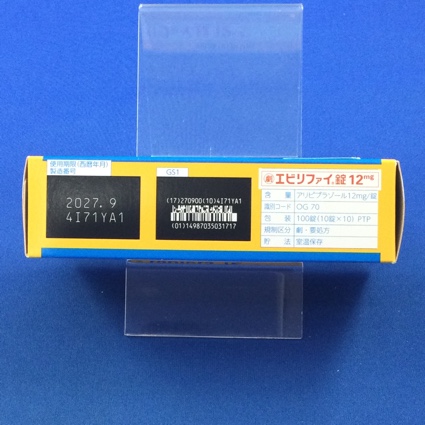 使用期限(西暦年月)
製造番号
2027. 9
4I71YA1
GS1
(17)270900(10)4I71YA1
(01)14987035031717
劇 エビリファイ®錠12mg
含 量 アリピプラゾール12mg/錠
識別コード OG 70
包 装 100錠(10錠×10) PTP
規制区分 劇・要処方
貯 法 室温保存